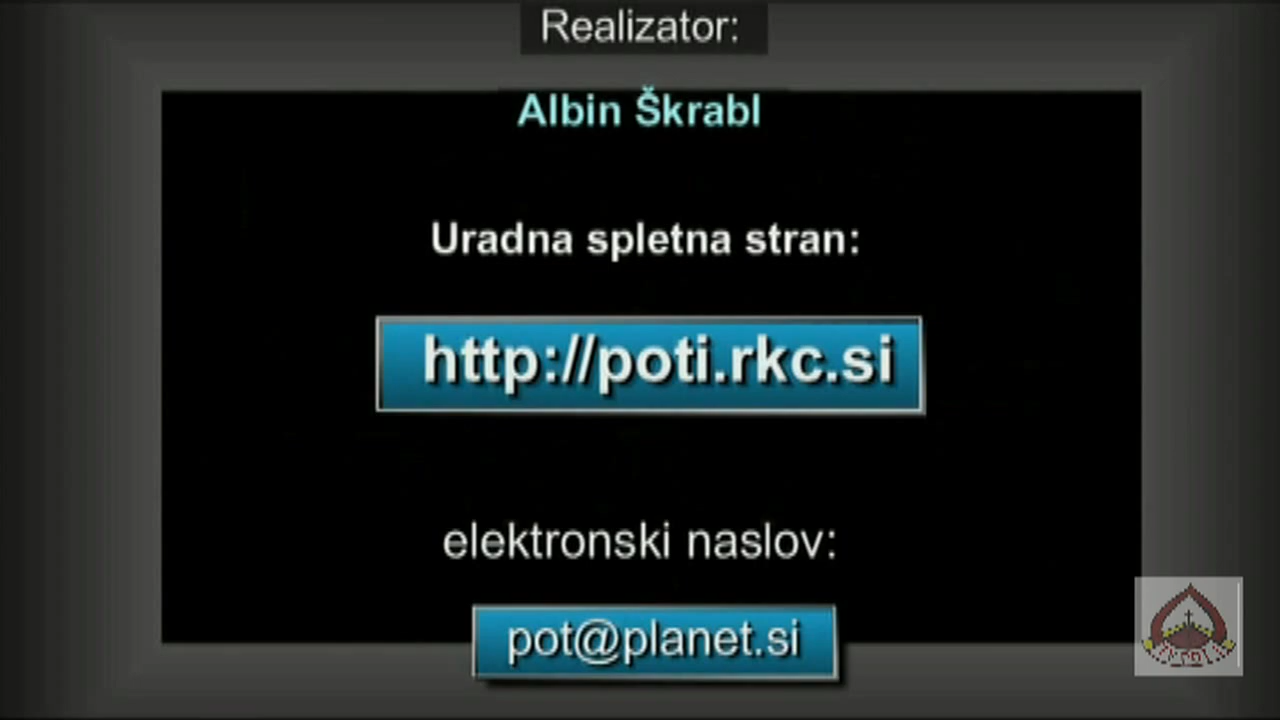 Realizator:
Albin Škrabl
Uradna spletna stran:
http://poti.rkc.si
elektronski naslov:
pot@planet.si